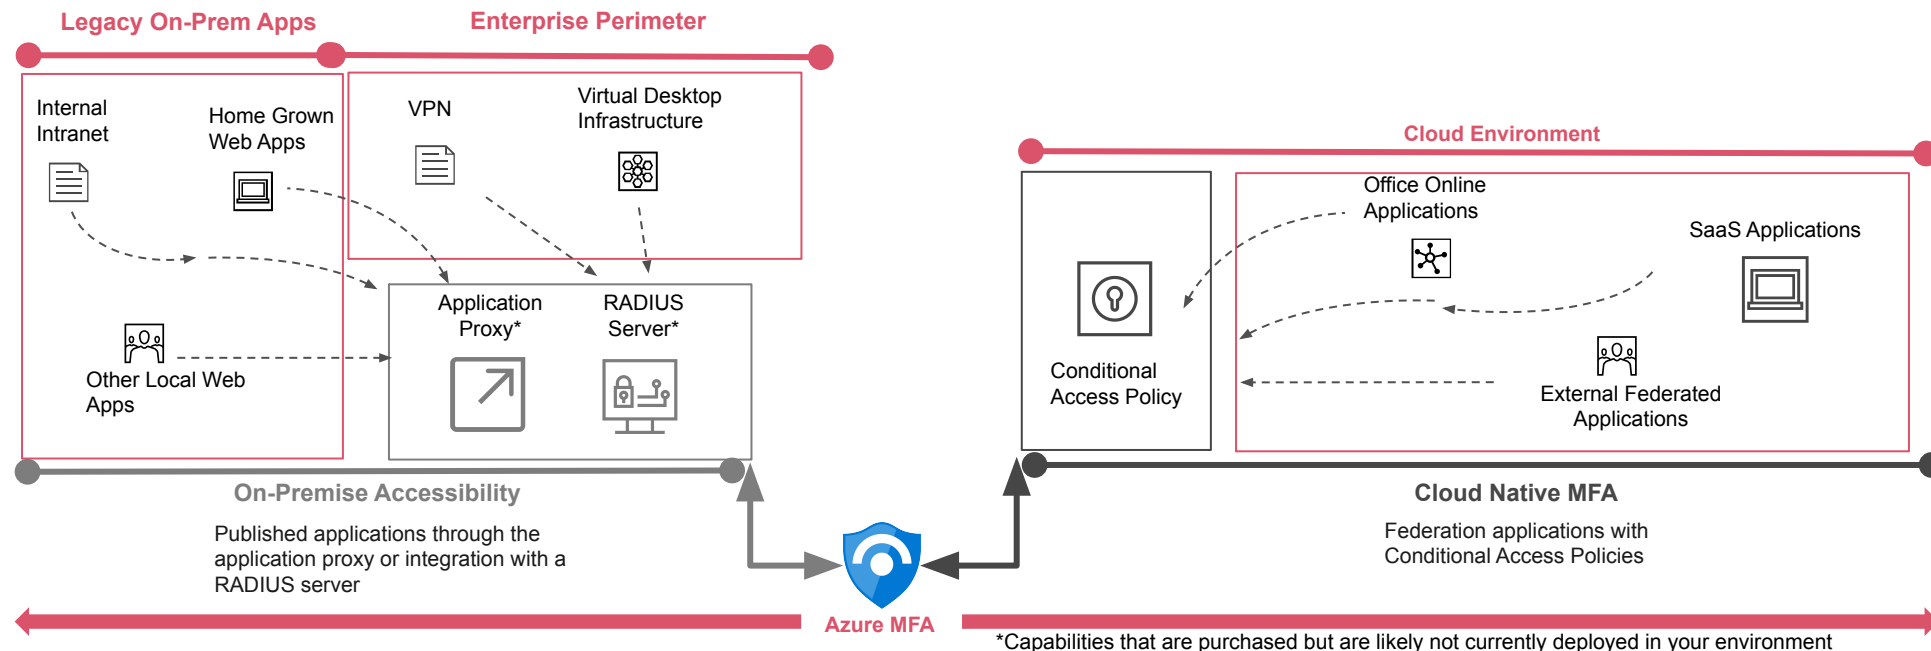 Legacy On-Prem Apps
Enterprise Perimeter
Internal
Intranet
Home Grown
Web Apps
VPN
Virtual Desktop
Infrastructure
Other Local Web
Apps
Application
Proxy*
RADIUS
Server*
On-Premise Accessibility
Published applications through the
application proxy or integration with a
RADIUS server
Azure MFA
Cloud Environment
Conditional
Access Policy
Office Online
Applications
SaaS Applications
External Federated
Applications
Cloud Native MFA
Federation applications with
Conditional Access Policies
*Capabilities that are purchased but are likely not currently deployed in your environment